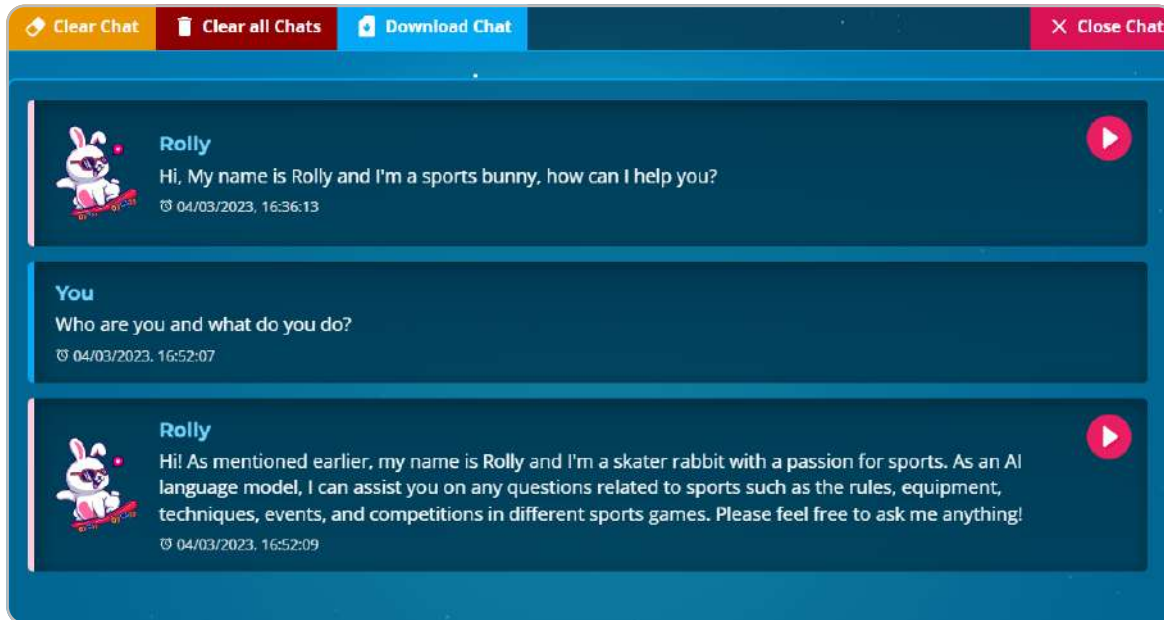 Clear Chat
Clear all Chats
Download Chat
Close Chat
Rolly
Hi, My name is Rolly and I'm a sports bunny, how can I help you?
04/03/2023, 16:36:13
You
Who are you and what do you do?
04/03/2023, 16:52:07
Rolly
Hi! As mentioned earlier, my name is Rolly and I'm a skater rabbit with a passion for sports. As an AI
language model, I can assist you on any questions related to sports such as the rules, equipment,
techniques, events, and competitions in different sports games. Please feel free to ask me anything!
04/03/2023, 16:52:09